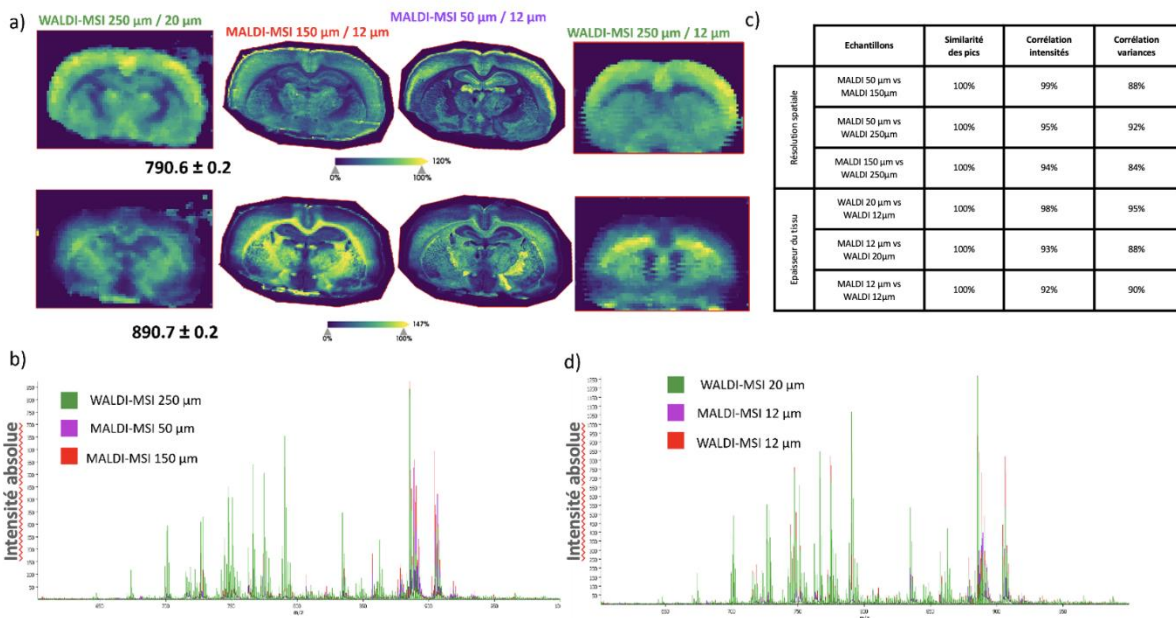 a)
WALDI-MSI 250 µm / 20 µm
MALDI-MSI 150 µm / 12 µm
MALDI-MSI 50 µm / 12 µm
WALDI-MSI 250 µm / 12 µm
790.6 ± 0.2
120%
0%
100%
890.7 ± 0.2
147%
0%
100%
c)
Echantillons
Similarité
des pics
Corrélation
intensités
Corrélation
variances
Résolution spatiale
MALDI 50 µm vs
MALDI 150µm
100%
99%
88%
MALDI 50 µm vs
WALDI 250µm
100%
95%
92%
MALDI 150 µm vs
WALDI 250µm
100%
94%
84%
Epaisseur du tissu
WALDI 20 µm vs
WALDI 12µm
100%
98%
95%
MALDI 12 µm vs
WALDI 20µm
100%
93%
88%
MALDI 12 µm vs
WALDI 12µm
100%
92%
90%
b)
WALDI-MSI 250 µm
MALDI-MSI 50 µm
MALDI-MSI 150 µm
Intensité absolue
d)
WALDI-MSI 20 µm
MALDI-MSI 12 µm
WALDI-MSI 12 µm
Intensité absolue